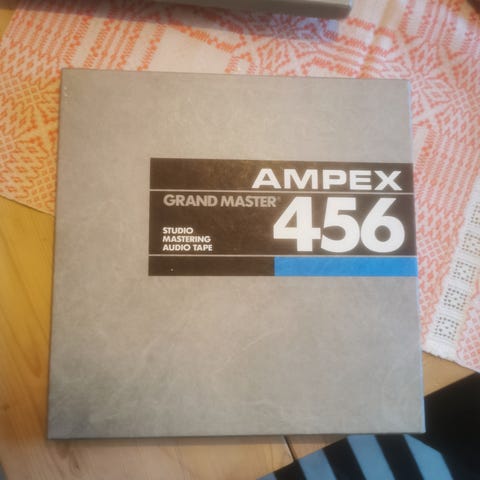 AMPEX
GRAND MASTER®
456
STUDIO
MASTERING
AUDIO TAPE